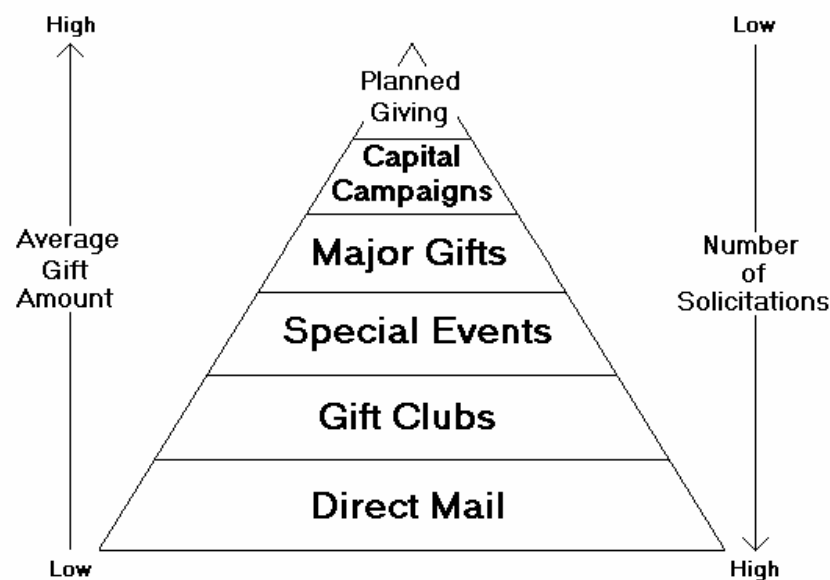 High
Low
Planned
Giving
Capital
Campaigns
Average
Gift
Amount
Major Gifts
Number
of
Solicitations
Special Events
Gift Clubs
Direct Mail
Low
High